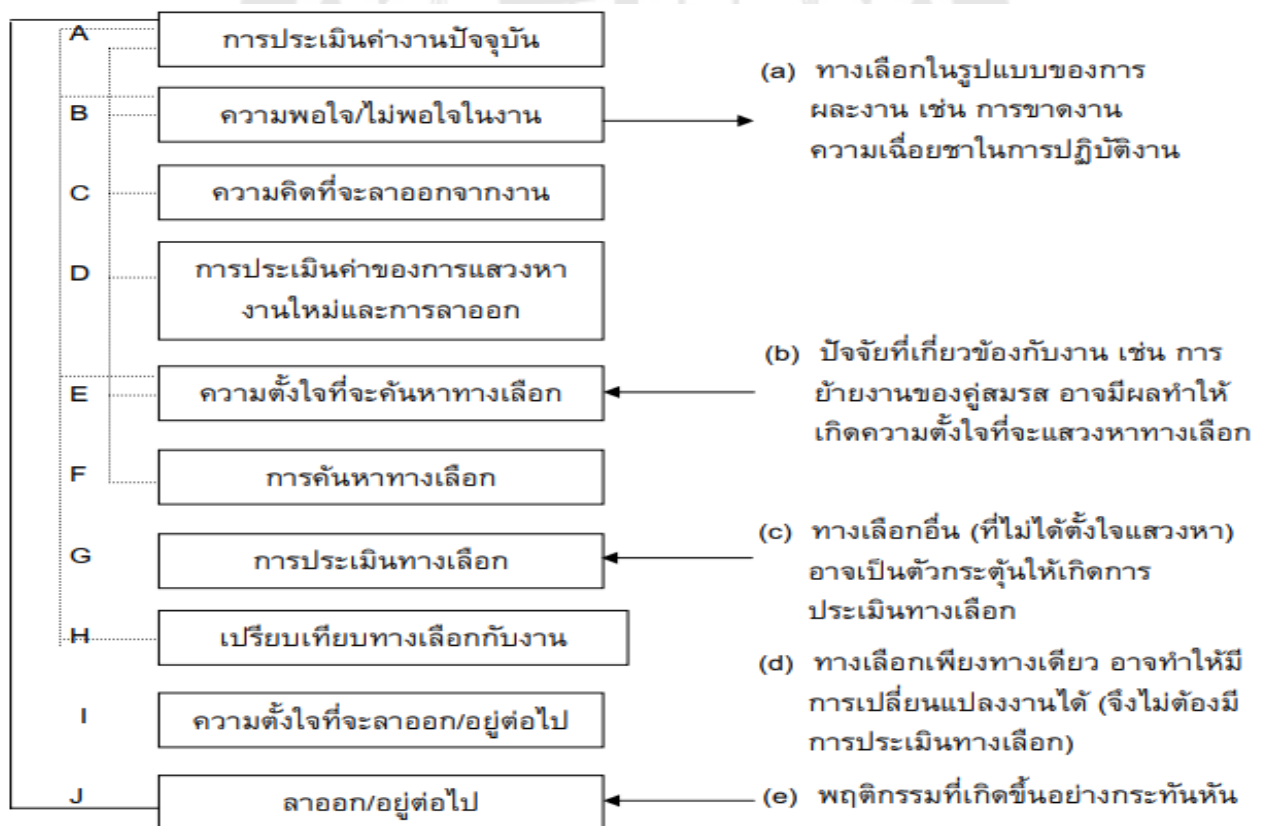 A การประเมินค่างานปัจจุบัน
B ความพอใจ/ไม่พอใจในงาน
C ความคิดที่จะลาออกจากงาน
D การประเมินค่าของการแสวงหา
งานใหม่และการลาออก
E ความตั้งใจที่จะค้นหาทางเลือก
F การค้นหาทางเลือก
G การประเมินทางเลือก
H เปรียบเทียบทางเลือกกับงาน
I ความตั้งใจที่จะลาออก/อยู่ต่อไป
J ลาออก/อยู่ต่อไป
(a) ทางเลือกในรูปแบบของการ
ผละงาน เช่น การขาดงาน
ความเฉื่อยชาในการปฏิบัติงาน
(b) ปัจจัยที่เกี่ยวข้องกับงาน เช่น การ
ย้ายงานของคู่สมรส อาจมีผลทำให้
เกิดความตั้งใจที่จะแสวงหาทางเลือก
(c) ทางเลือกอื่น (ที่ไม่ได้ตั้งใจแสวงหา)
อาจเป็นตัวกระตุ้นให้เกิดการ
ประเมินทางเลือก
(d) ทางเลือกเพียงทางเดียว อาจทำให้มี
การเปลี่ยนแปลงงานได้ (จึงไม่ต้องมี
การประเมินทางเลือก)
(e) พฤติกรรมที่เกิดขึ้นอย่างกระทันหัน